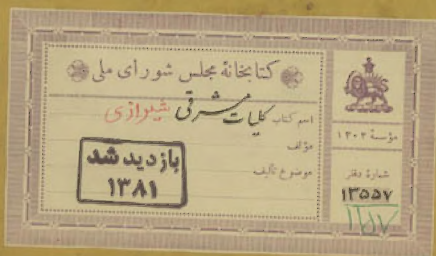 کتابخانهٔ مجلس شورای ملی
اسم کتاب کلیات مشرقی شیرازی
مؤلف
موضوع تألیف
بازدید شد
۱۳۸۱
مؤسسهٔ ۱۳۰۲
شمارهٔ دفتر
۱۳۵۵۷